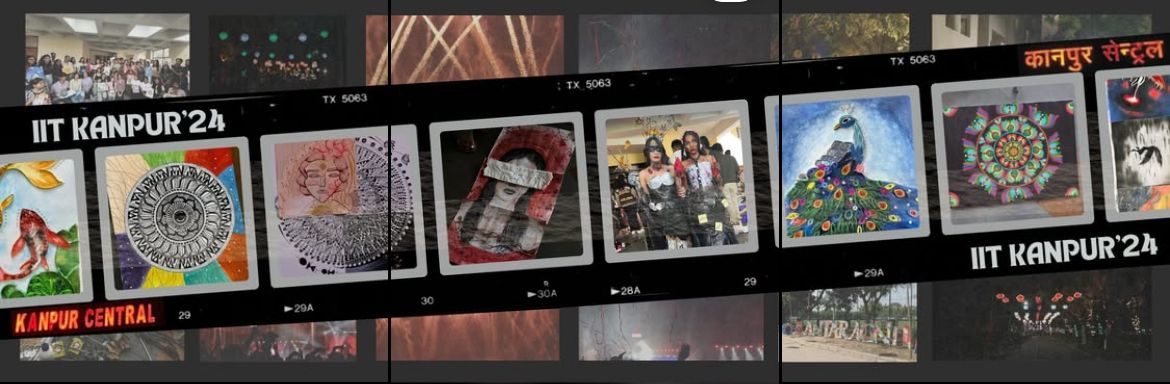 TX 5063
TX 5063
TX 5063
कानपुर सेन्ट्रल
IIT KANPUR'24
IIT KANPUR'24
KANPUR CENTRAL
29
►29A
30
►30A
►28A
29
►29A